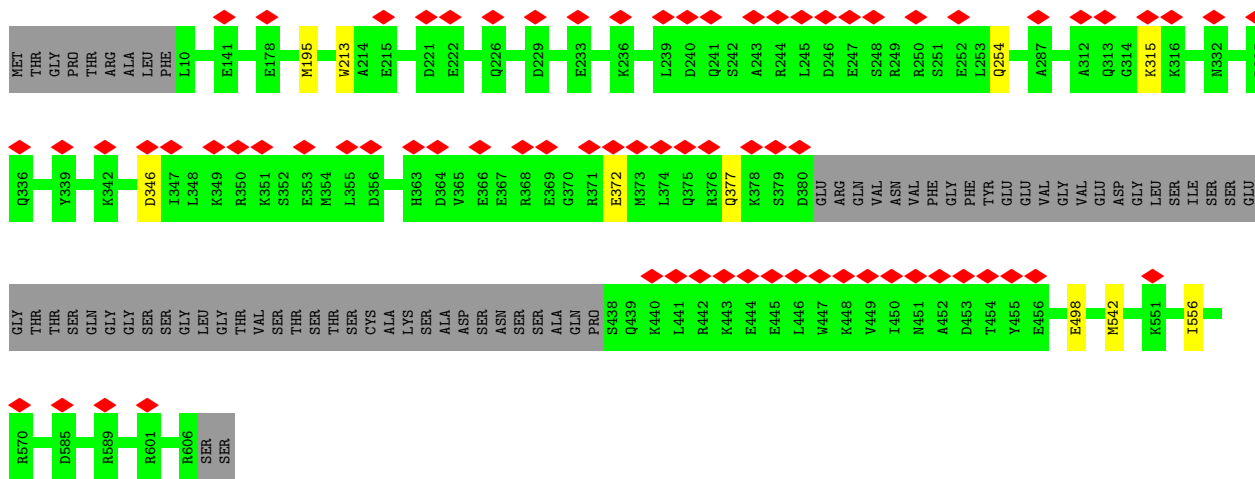 MET THR GLY PRO THR ARG ALA LEU PHE L10 E141 E178 M195 W213 A214 E215 D221 E222 Q226 D229 E233 K236 L239 D240 Q241 S242 A243 R244 L245 D246 E247 S248 R249 R250 S251 E252 L253 Q254 A287 A312 Q313 G314 K315 K316 N332
Q336 Y339 K342 D346 I347 L348 K349 R350 K351 S352 E353 M354 L355 D356 H363 D364 V365 E366 E367 R368 E369 G370 R371 E372 M373 L374 Q375 R376 Q377 K378 S379 D380 GLU ARG GLN VAL ASN VAL PHE GLY PHE TYR GLU GLU VAL GLY VAL GLU ASP GLY LEU SER ILE SER SER GLU
GLY THR THR SER GLN GLY GLY SER SER GLY LEU GLY THR VAL SER THR SER THR SER CYS ALA LYS SER ALA ASP SER ASN SER SER ALA GLN PRO S438 Q439 K440 L441 R442 K443 E444 E445 L446 W447 K448 V449 I450 N451 A452 D453 T454 Y455 E456 E498 M542 K551 I556
R570 D585 R589 R601 R606 SER SER